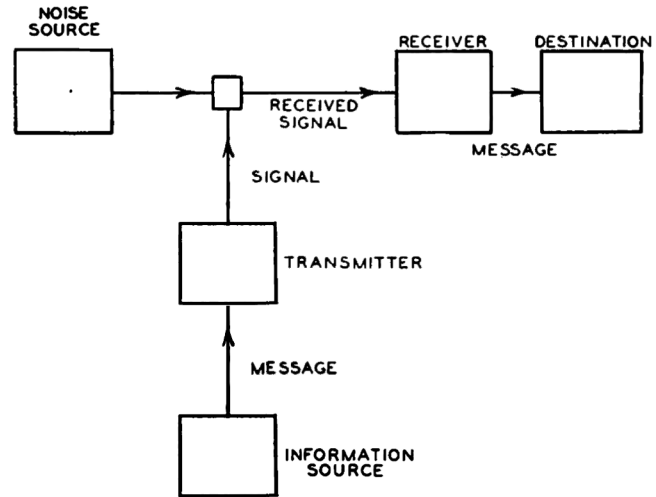 NOISE
SOURCE
RECEIVER
DESTINATION
RECEIVED
SIGNAL
MESSAGE
SIGNAL
TRANSMITTER
MESSAGE
INFORMATION
SOURCE